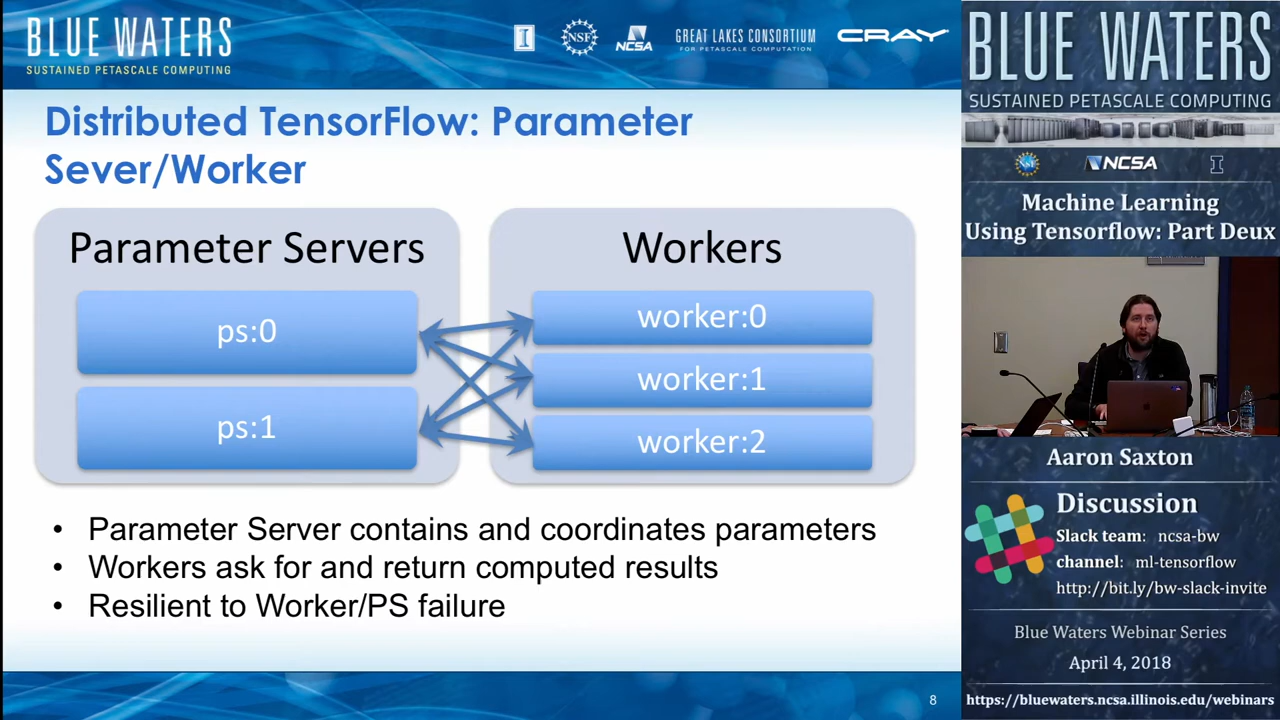 BLUE WATERS
SUSTAINED PETASCALE COMPUTING
I
NSF
NCSA
GREAT LAKES CONSORTIUM
FOR PETASCALE COMPUTATION
CRAY
Distributed TensorFlow: Parameter
Sever/Worker
Parameter Servers
ps:0
ps:1
Workers
worker:0
worker:1
worker:2
• Parameter Server contains and coordinates parameters
• Workers ask for and return computed results
• Resilient to Worker/PS failure
8
BLUE WATERS
SUSTAINED PETASCALE COMPUTING
NSF
NCSA
I
Machine Learning
Using Tensorflow: Part Deux
Aaron Saxton
Discussion
Slack team: ncsa-bw
channel: ml-tensorflow
http://bit.ly/bw-slack-invite
Blue Waters Webinar Series
April 4, 2018
https://bluewaters.ncsa.illinois.edu/webinars